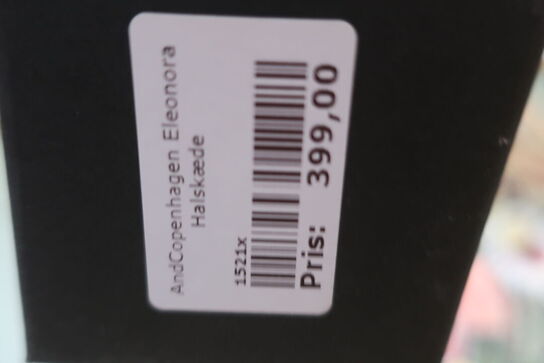 AndCopenhagen Eleonora
Halskæde
1521x
Pris: 399,00